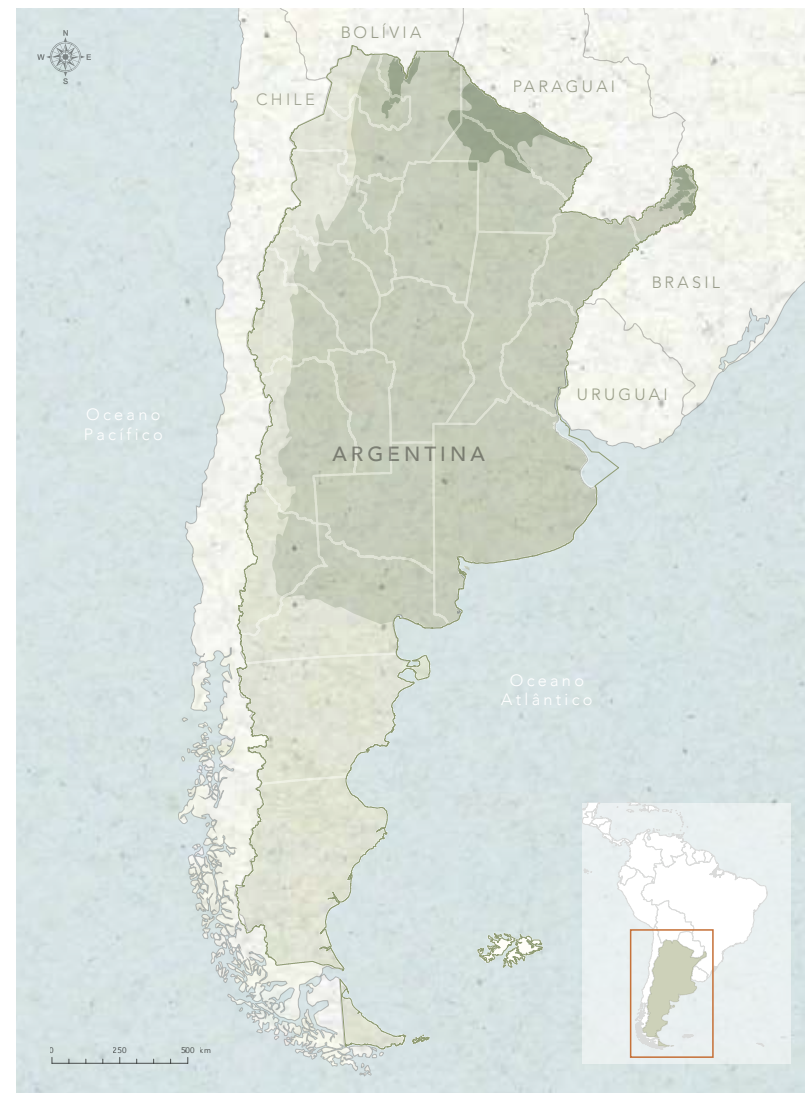 BOLÍVIA
N
W
E
S
PARAGUAI
CHILE
BRASIL
URUGUAI
Oceano
Pacífico
ARGENTINA
Oceano
Atlântico
0 250 500 km